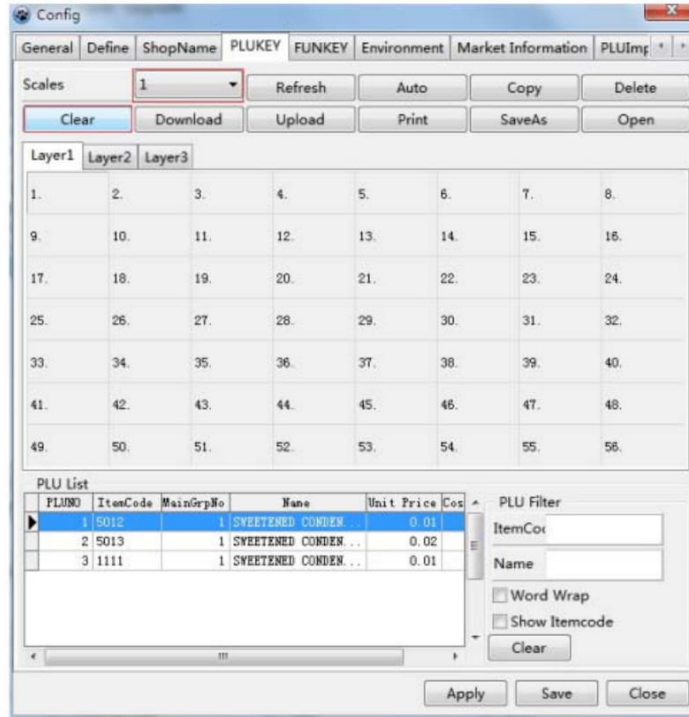 Config
General Define ShopName PLUKEY FUNKEY Environment Market Information PLUImp
Scales 1 Refresh Auto Copy Delete
Clear Download Upload Print SaveAs Open
Layer1 Layer2 Layer3
1. 2. 3. 4. 5. 6. 7. 8.
9. 10. 11. 12. 13. 14. 15. 16.
17. 18. 19. 20. 21. 22. 23. 24.
25. 26. 27. 28. 29. 30. 31. 32.
33. 34. 35. 36. 37. 38. 39. 40.
41. 42. 43. 44. 45. 46. 47. 48.
49. 50. 51. 52. 53. 54. 55. 56.
PLU List
PLUNO ItemCode MainGrpNo Name Unit Price Cos
1 5012 1 SWEETENED CONDEN... 0.01
2 5013 1 SWEETENED CONDEN... 0.02
3 1111 1 SWEETENED CONDEN... 0.01
PLU Filter
ItemCo
Name
Word Wrap
Show Itemcode
Clear
Apply Save Close